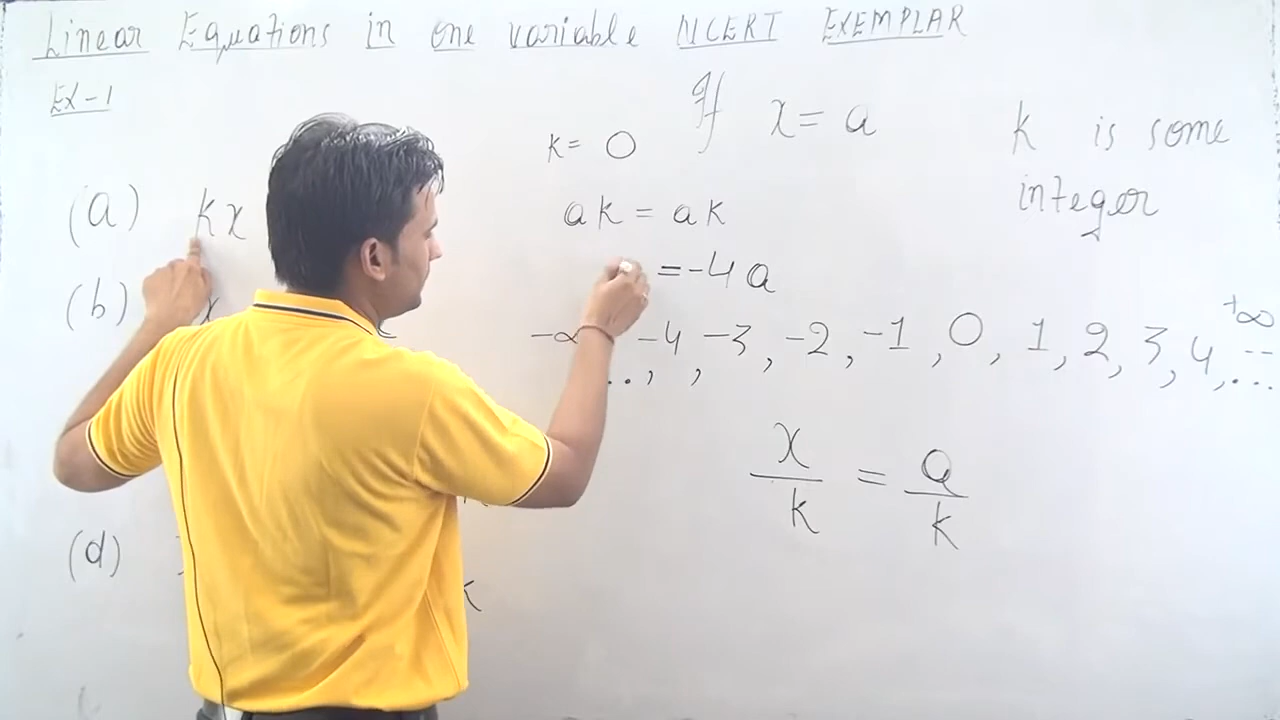 Linear Equations in one variable NCERT EXEMPLAR
Ex-1
If x = a
k is some integer
k = 0
(a) kx
ak = ak
= -4a
(b) x
-∞ .., -4, -3, -2, -1, 0, 1, 2, 3, 4, ... +∞
x/k = a/k
(d)
k